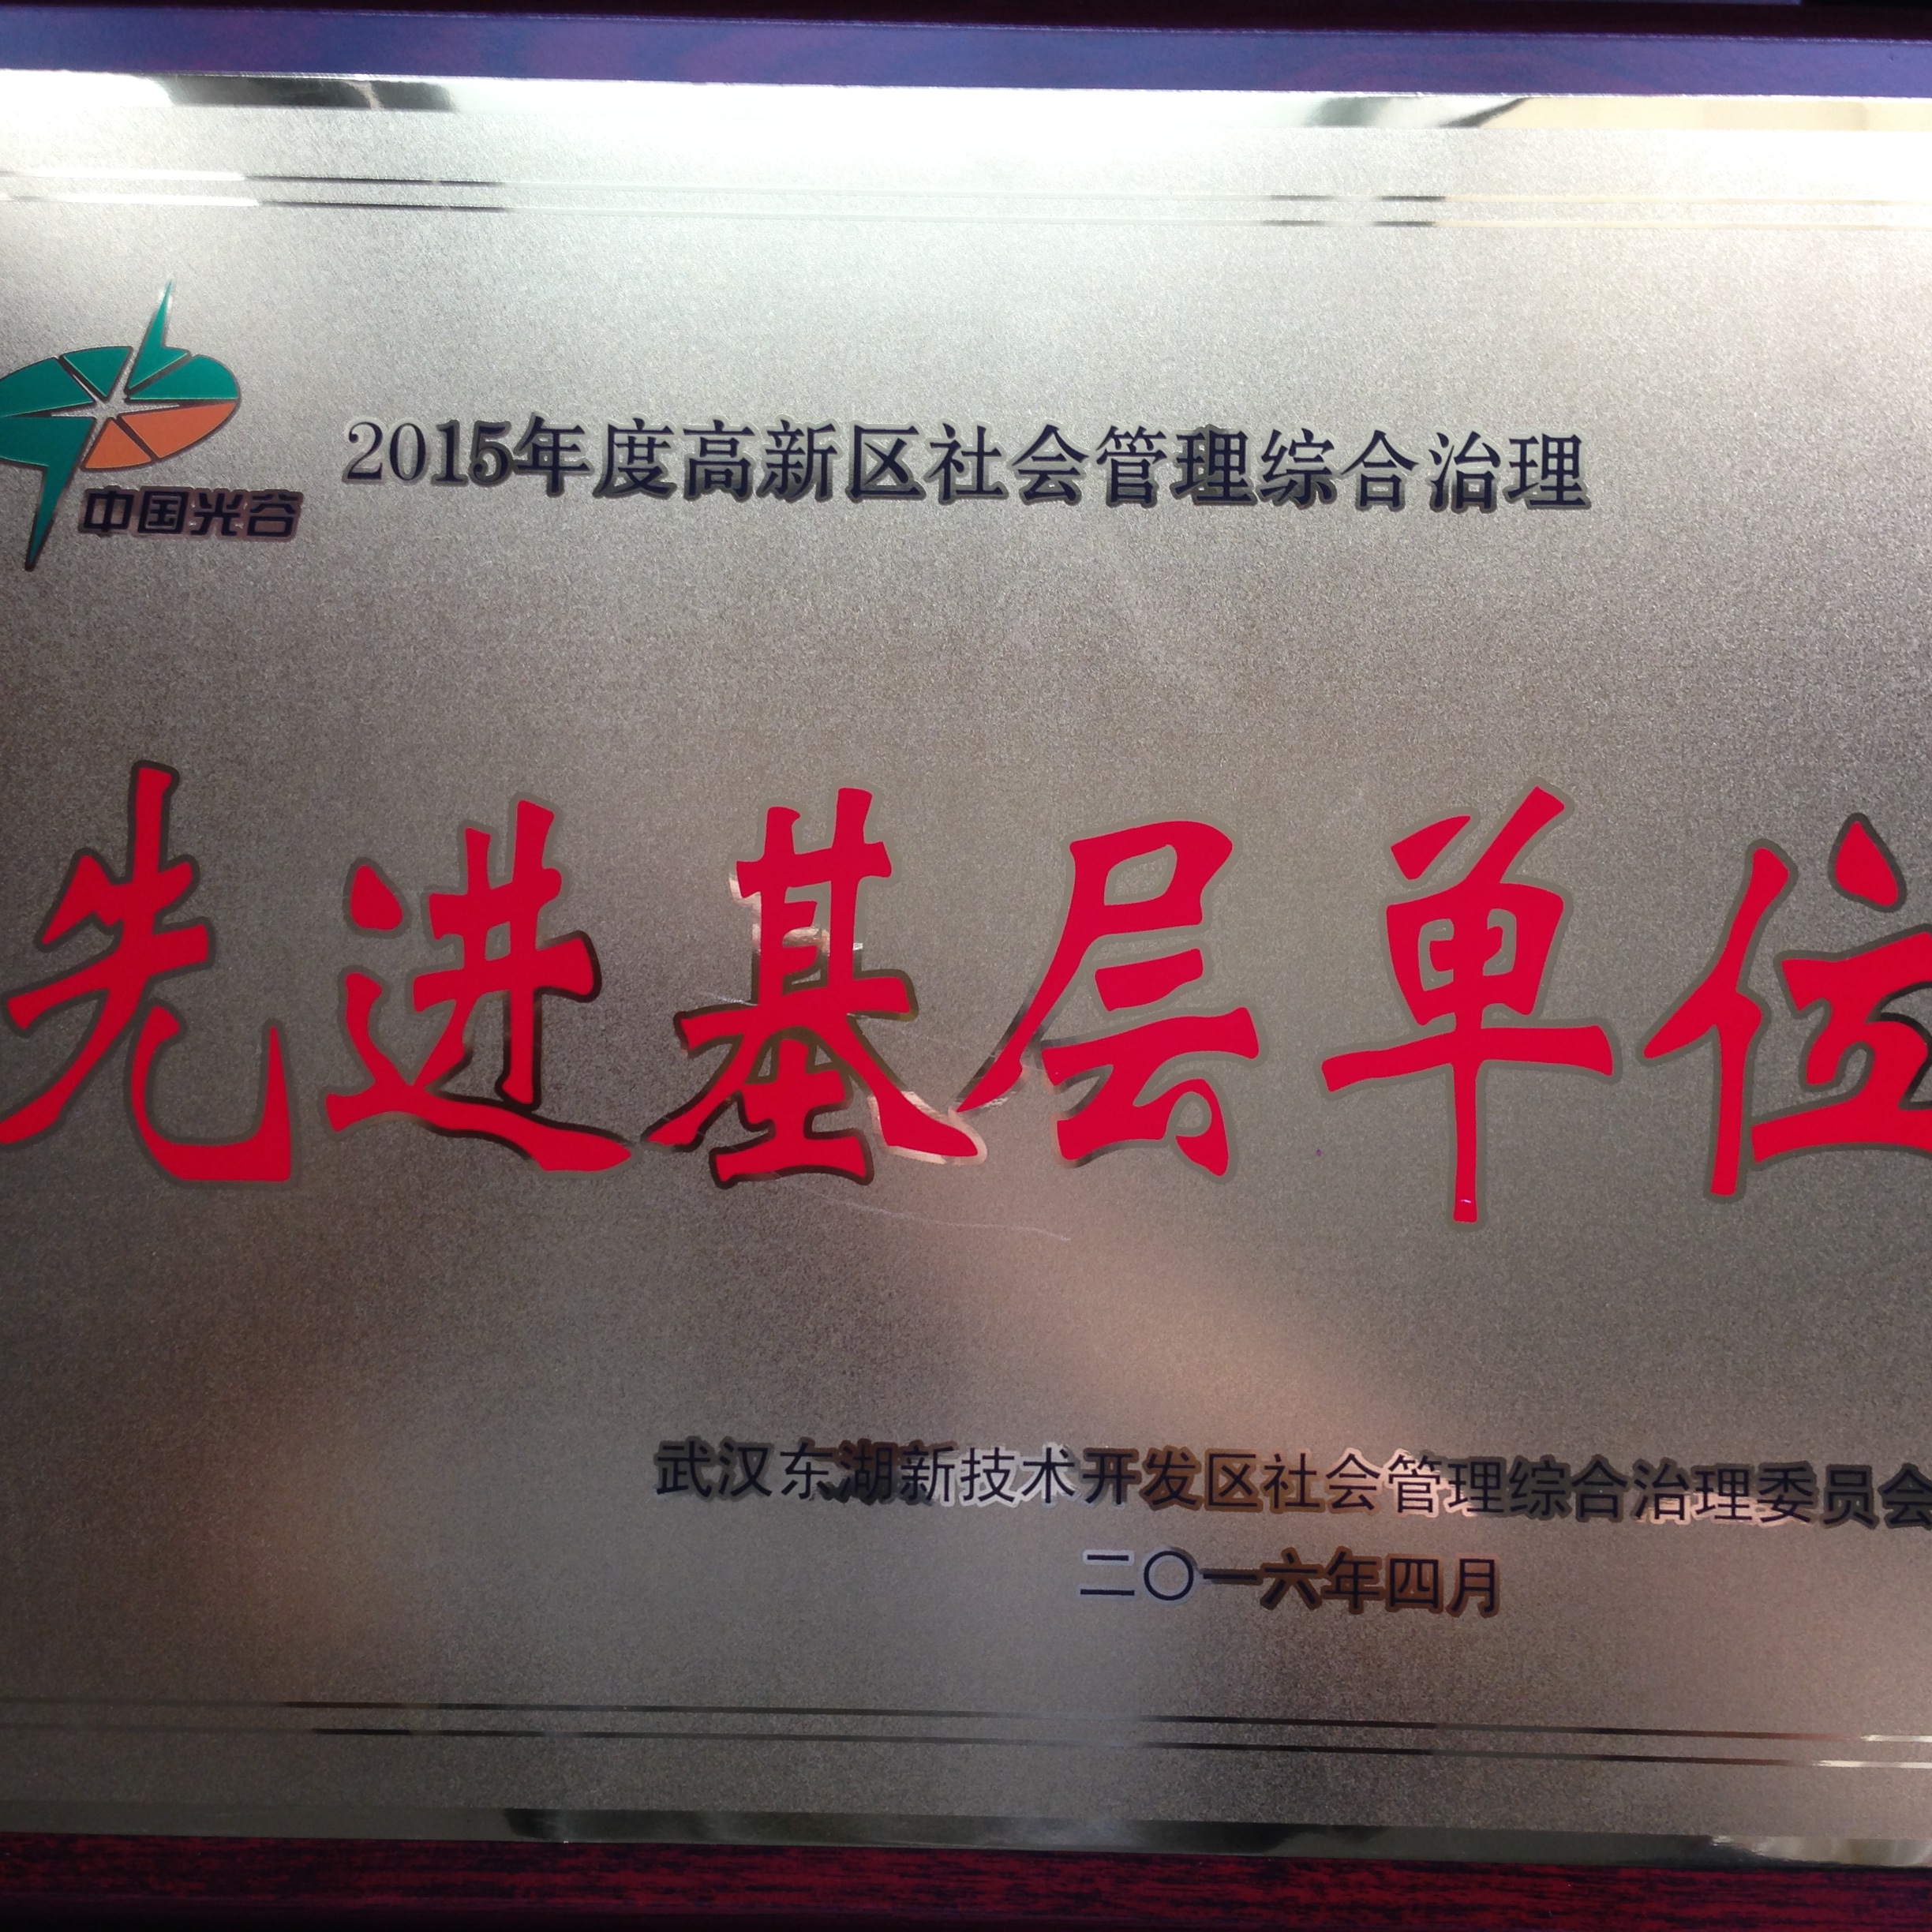 中国光谷
2015年度高新区社会管理综合治理
先进基层单位
武汉东湖新技术开发区社会管理综合治理委员会
二〇一六年四月